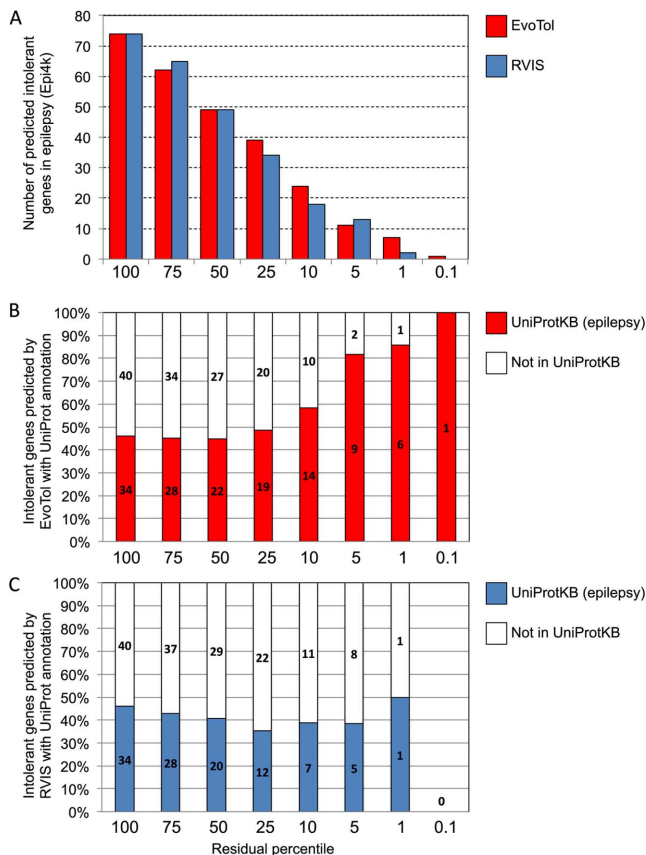 A
80
70
60
50
40
30
20
10
0
Number of predicted intolerant
genes in epilepsy (Epi4k)
100 75 50 25 10 5 1 0.1
EvoTol
RVIS
B
100%
90%
80%
70%
60%
50%
40%
30%
20%
10%
0%
Intolerant genes predicted by
EvoTol with UniProt annotation
40 34 27 20 10 2 1
34 28 22 19 14 9 6 1
100 75 50 25 10 5 1 0.1
UniProtKB (epilepsy)
Not in UniProtKB
C
100%
90%
80%
70%
60%
50%
40%
30%
20%
10%
0%
Intolerant genes predicted by
RVIS with UniProt annotation
40 37 29 22 11 8 1
34 28 20 12 7 5 1 0
100 75 50 25 10 5 1 0.1
Residual percentile
UniProtKB (epilepsy)
Not in UniProtKB